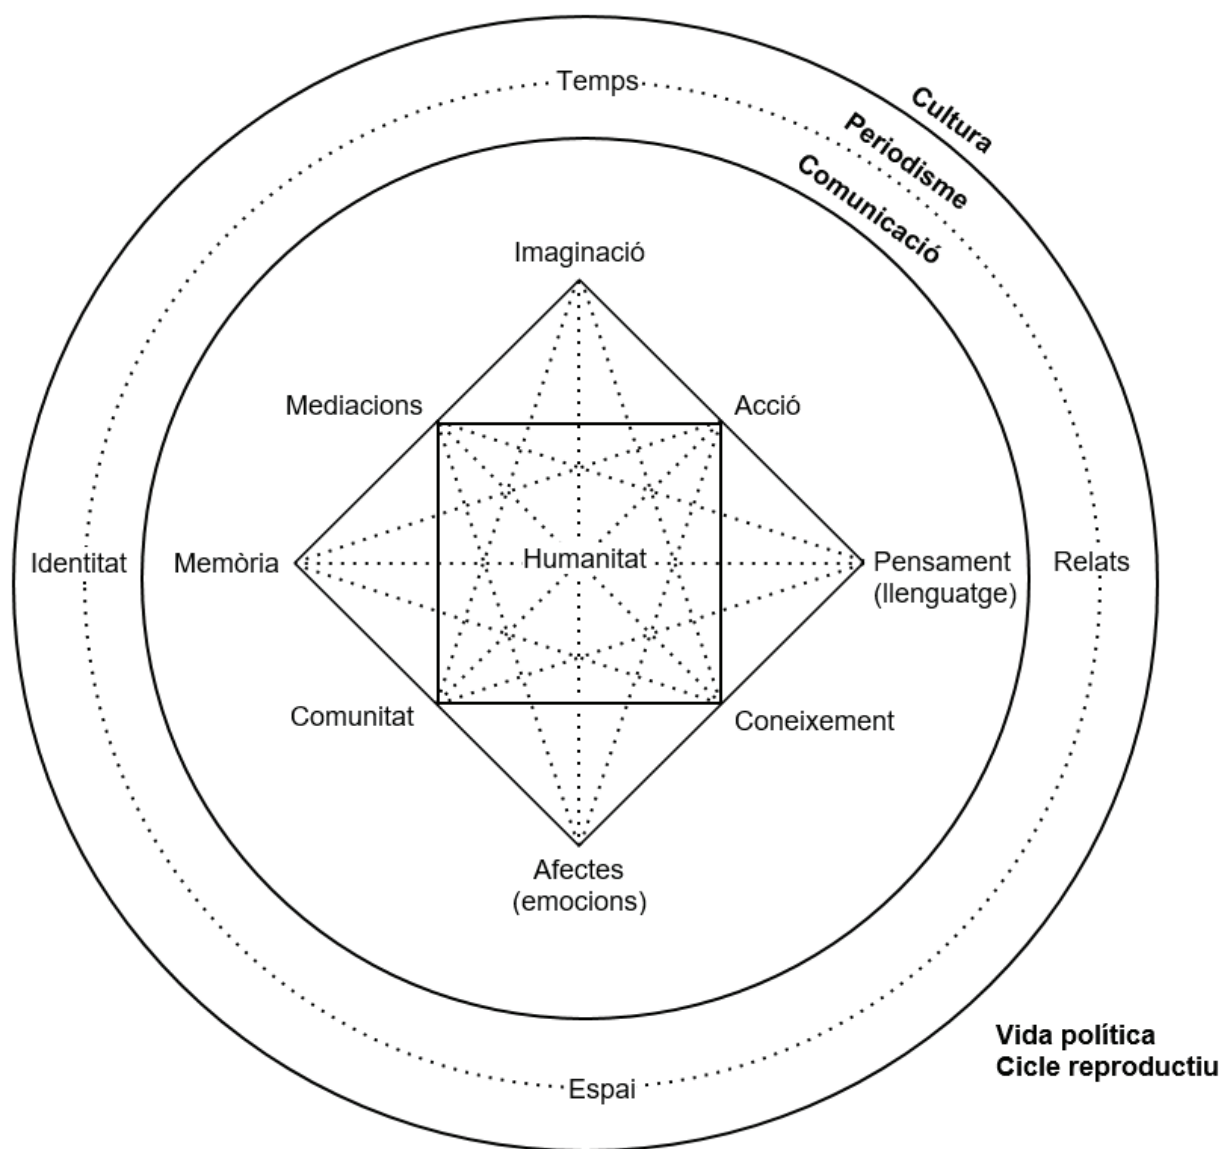 Temps
Cultura
Periodisme
Comunicació
Imaginació
Mediacions
Acció
Identitat
Memòria
Humanitat
Pensament
(llenguatge)
Relats
Comunitat
Coneixement
Afectes
(emocions)
Vida política
Cicle reproductiu
Espai